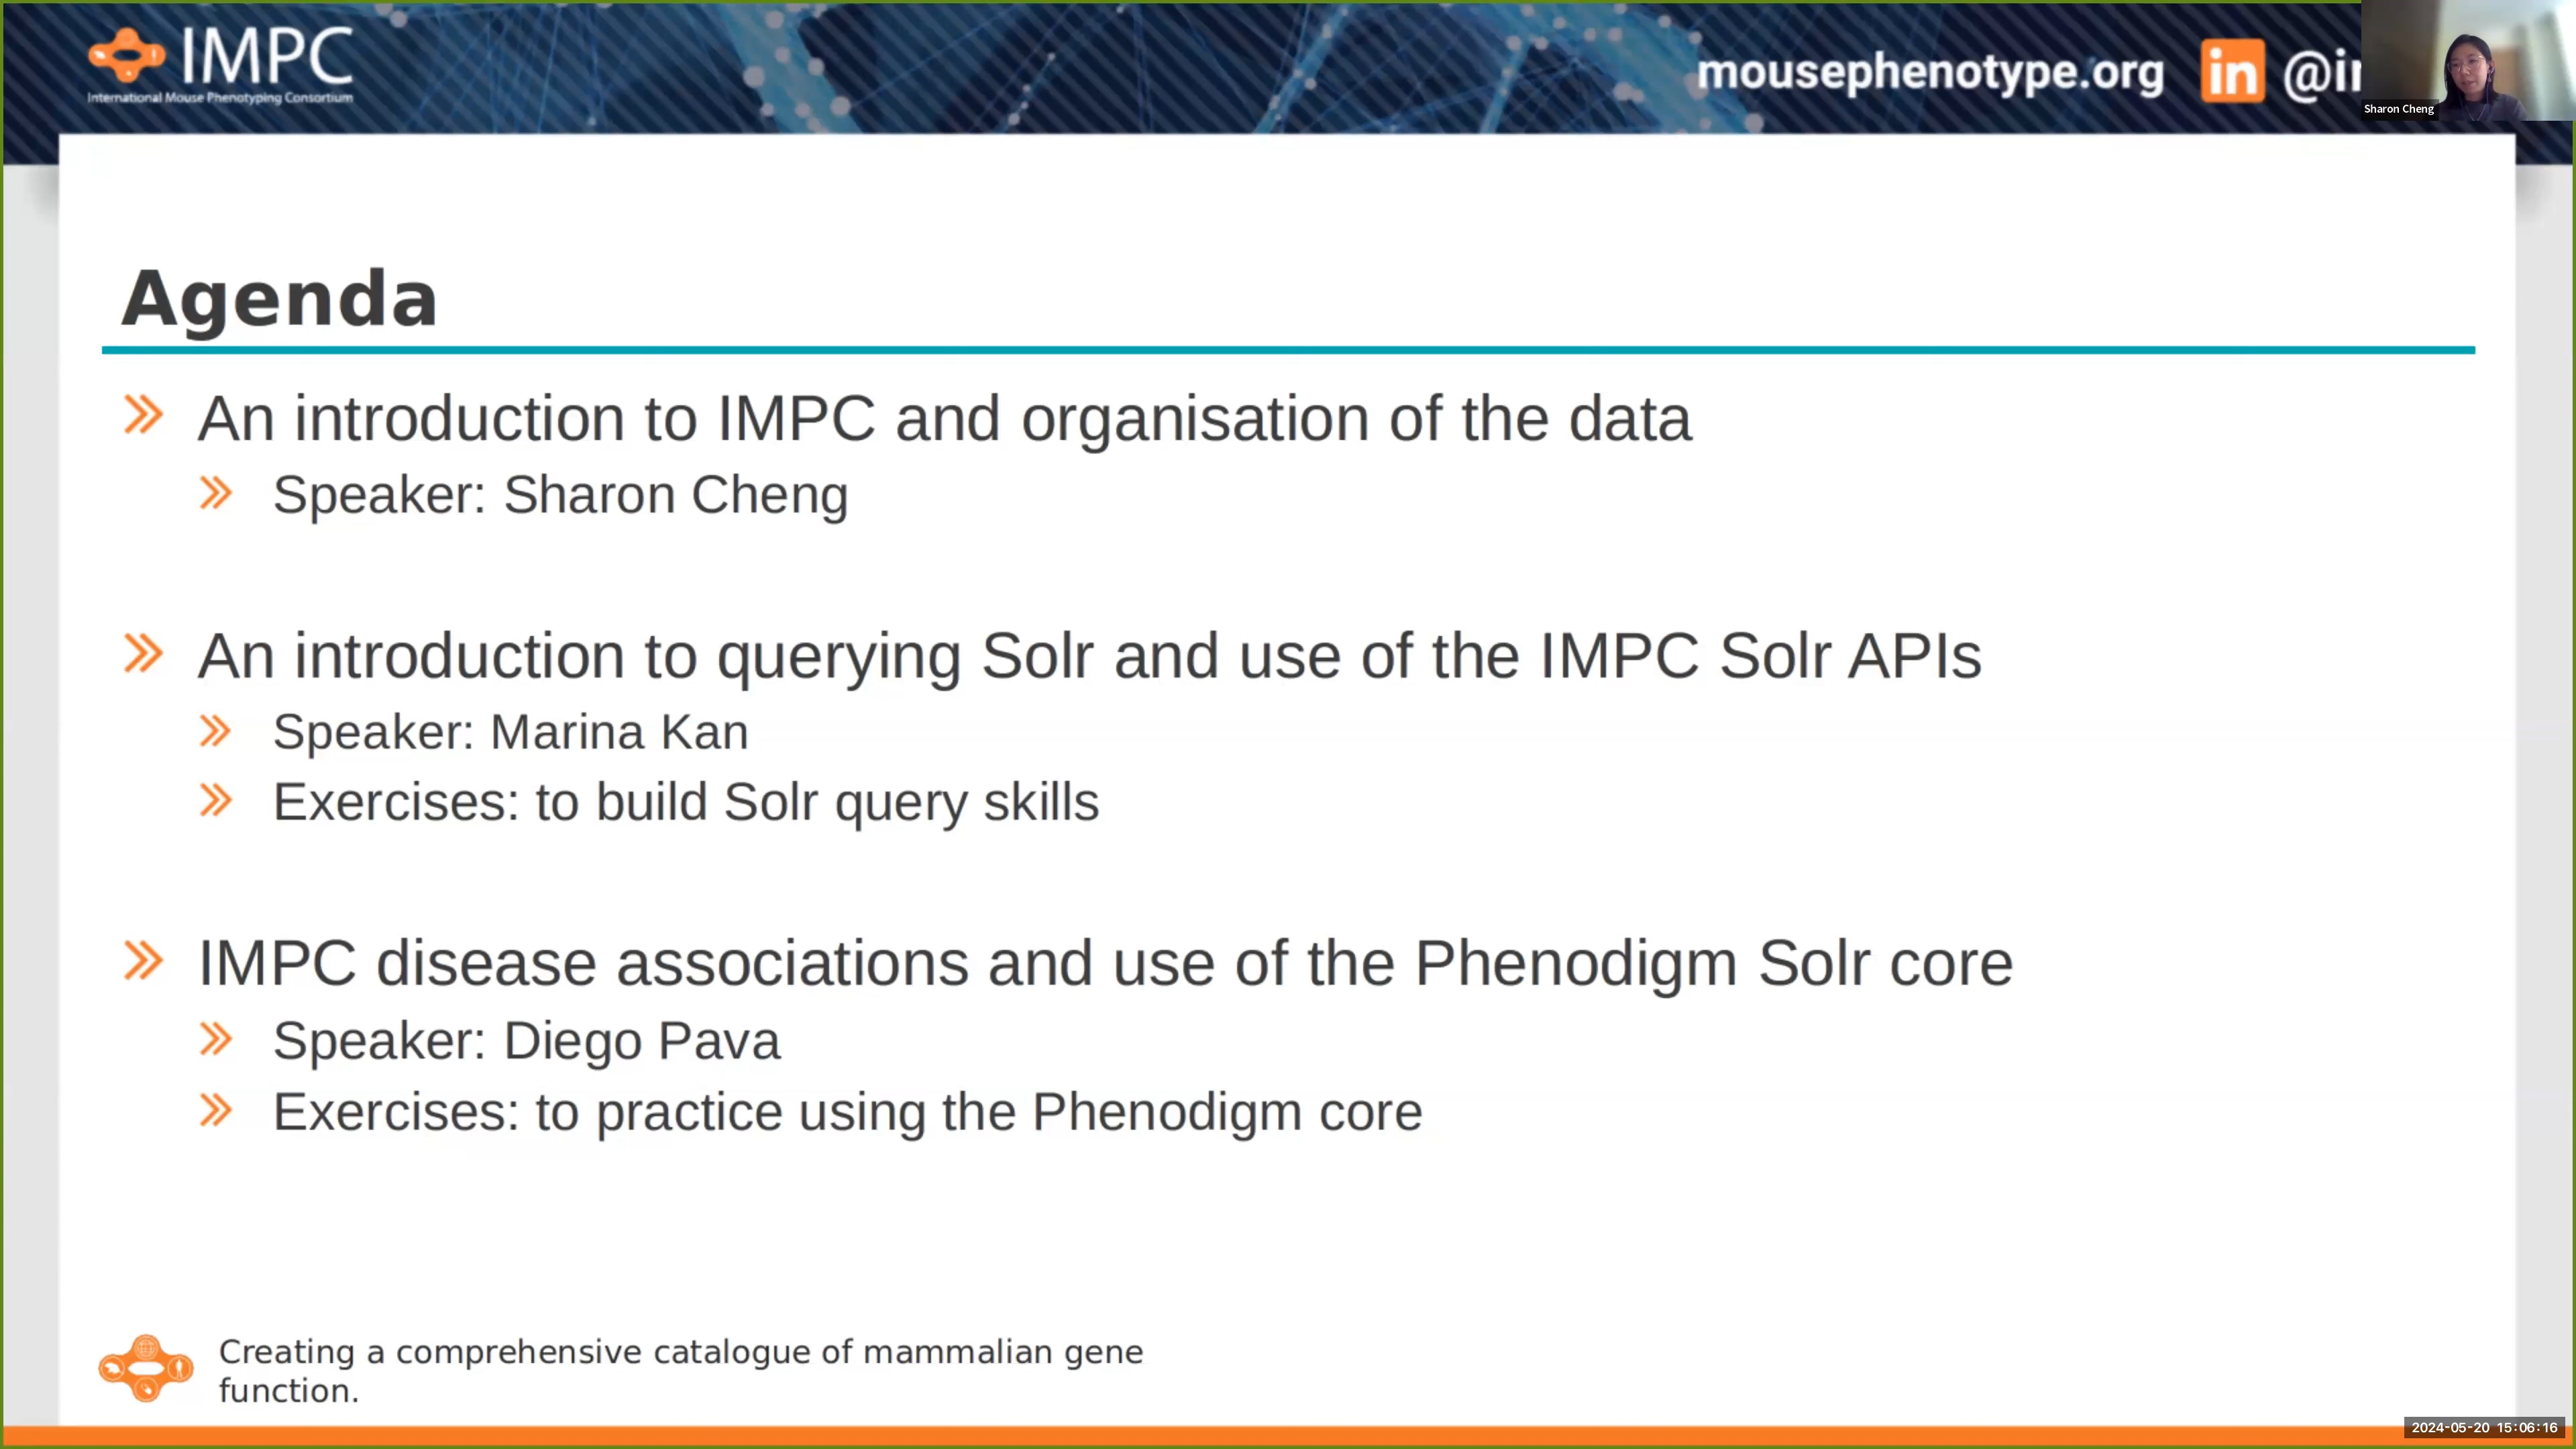 IMPC
International Mouse Phenotyping Consortium
mousephenotype.org
in
Sharon Cheng
Agenda
An introduction to IMPC and organisation of the data
Speaker: Sharon Cheng
An introduction to querying Solr and use of the IMPC Solr APIs
Speaker: Marina Kan
Exercises: to build Solr query skills
IMPC disease associations and use of the Phenodigm Solr core
Speaker: Diego Pava
Exercises: to practice using the Phenodigm core
Creating a comprehensive catalogue of mammalian gene
function.
2024-05-20 15:06:16